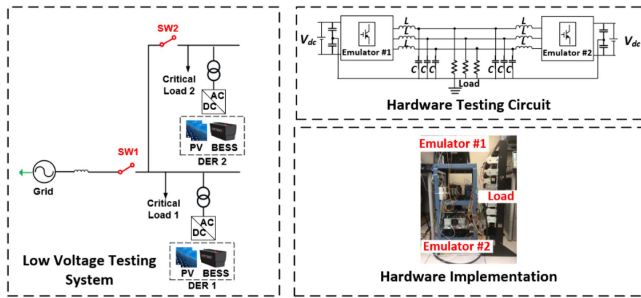 SW2
Critical
Load 2
AC
DC
PV BESS
DER 2
SW1
Grid
Critical
Load 1
AC
DC
PV BESS
DER 1
Low Voltage Testing
System
V dc
Emulator #1
L
L
L
C C C
Load
C C C
L
L
L
Emulator #2
V dc
Hardware Testing Circuit
Emulator #1
Load
Emulator #2
Hardware Implementation